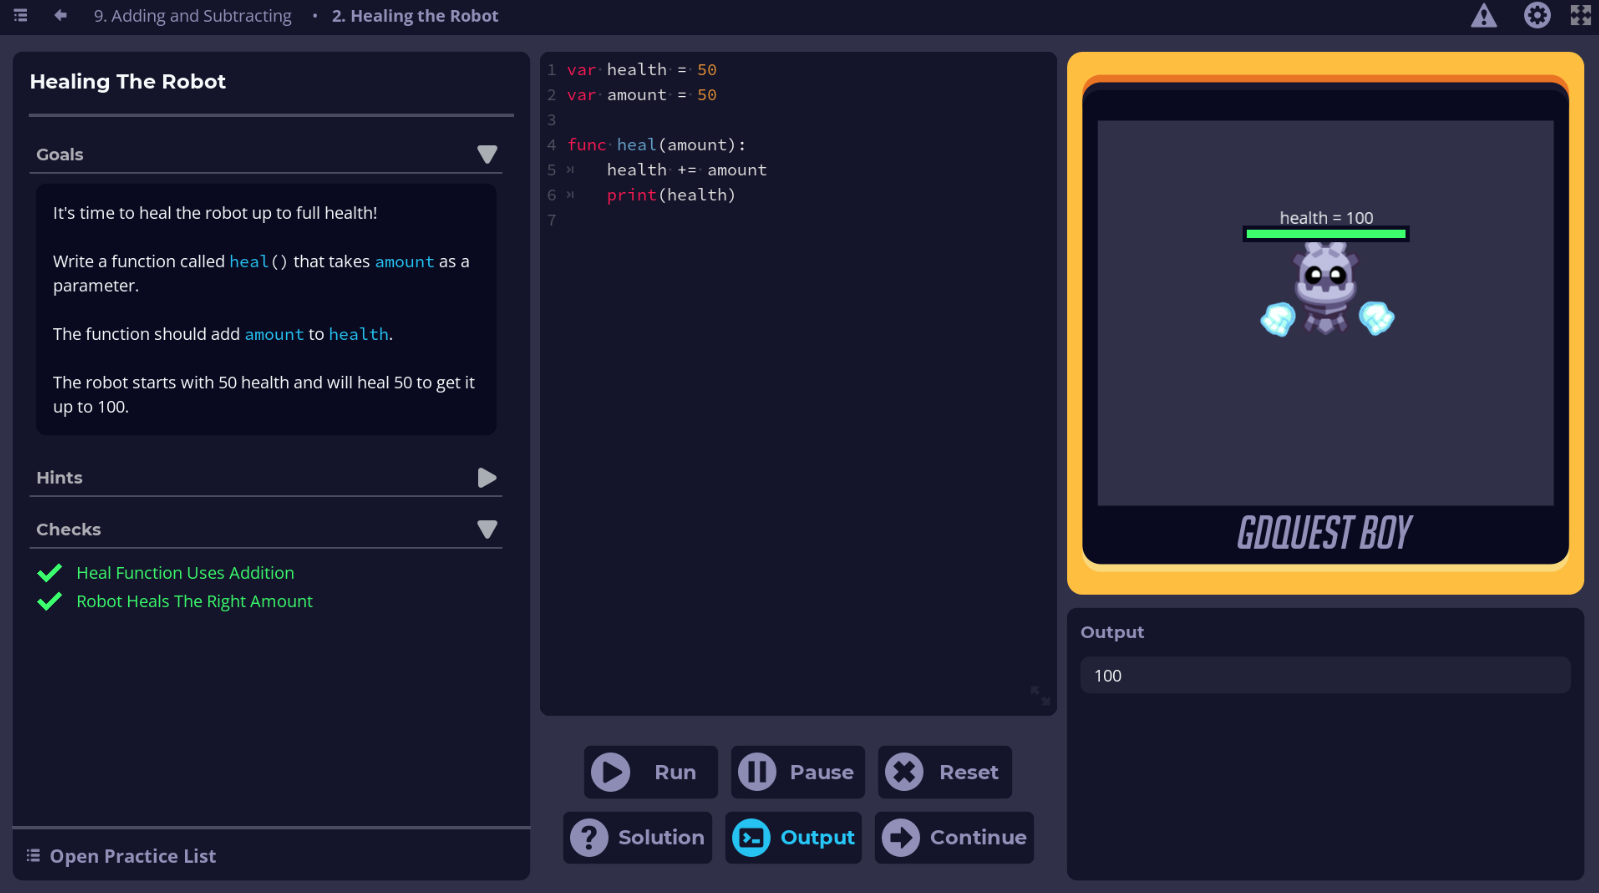 9. Adding and Subtracting • 2. Healing the Robot
Healing The Robot
Goals
It's time to heal the robot up to full health!
Write a function called heal() that takes amount as a
parameter.
The function should add amount to health.
The robot starts with 50 health and will heal 50 to get it
up to 100.
Hints
Checks
Heal Function Uses Addition
Robot Heals The Right Amount
Open Practice List
1 var health = 50
2 var amount = 50
3
4 func heal(amount):
5 health += amount
6 print(health)
7
Run Pause Reset
Solution Output Continue
health = 100
GDQUEST BOY
Output
100